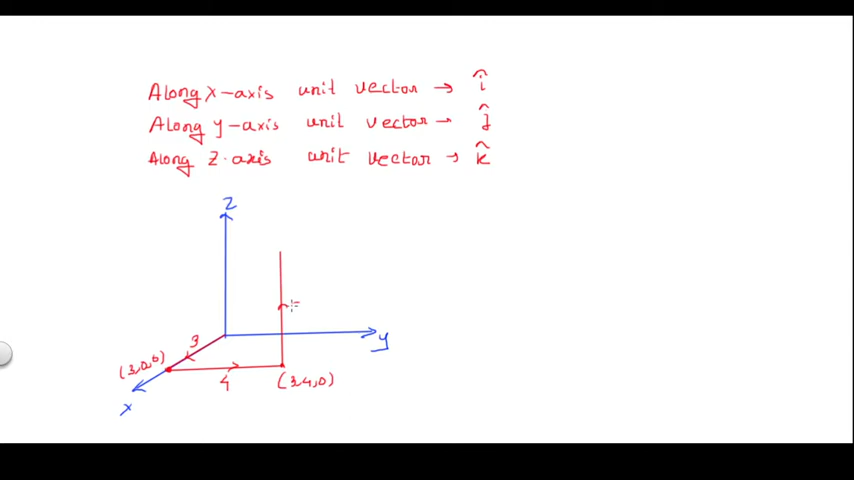 Along X-axis unit vector → î
Along y-axis unit vector → ĵ
Along Z-axis unit vector → k̂
Z
y
3
(3,0,0)
4
(3,4,0)
x